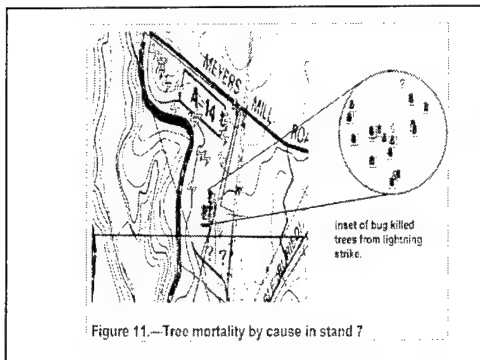 MEYERS
MILL
ROA
A-14
?
7
inset of bug killed
trees from lightning
strike.
Figure 11.—Tree mortality by cause in stand 7